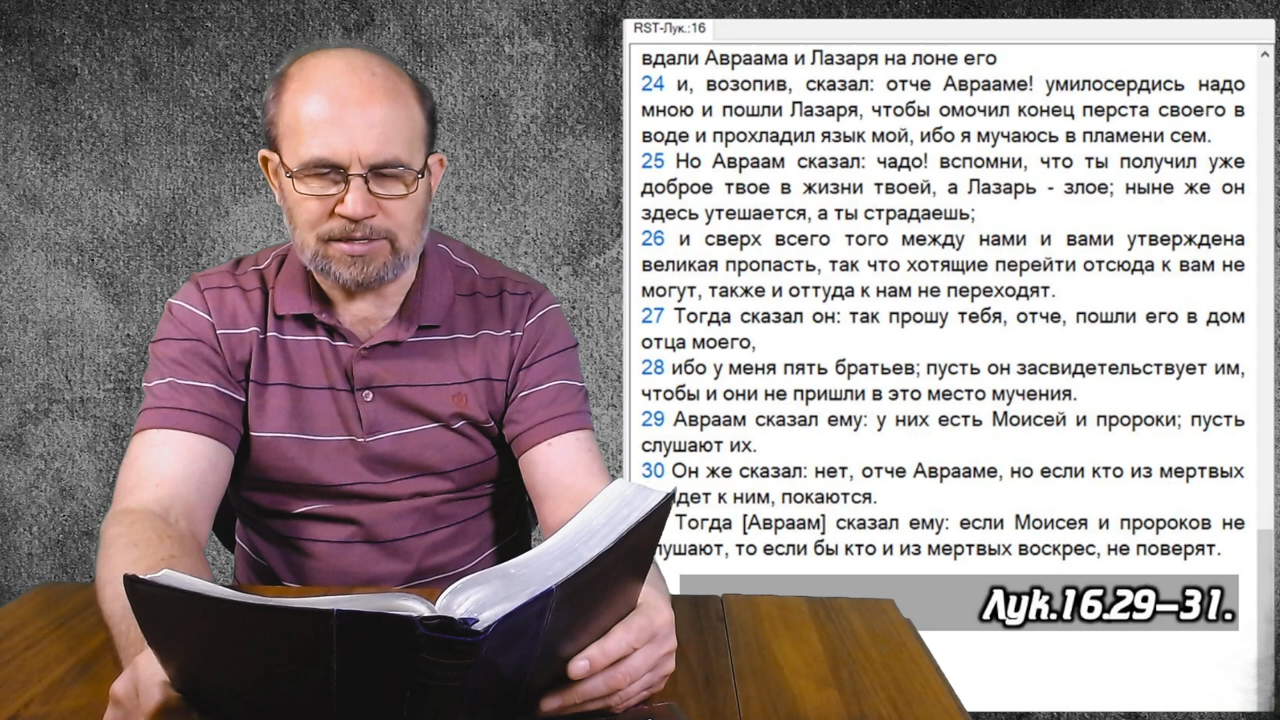 RST-Лук.:16
вдали Авраама и Лазаря на лоне его
24 и, возопив, сказал: отче Аврааме! умилосердись надо
мною и пошли Лазаря, чтобы омочил конец перста своего в
воде и прохладил язык мой, ибо я мучаюсь в пламени сем.
25 Но Авраам сказал: чадо! вспомни, что ты получил уже
доброе твое в жизни твоей, а Лазарь - злое; ныне же он
здесь утешается, а ты страдаешь;
26 и сверх всего того между нами и вами утверждена
великая пропасть, так что хотящие перейти отсюда к вам не
могут, также и оттуда к нам не переходят.
27 Тогда сказал он: так прошу тебя, отче, пошли его в дом
отца моего,
28 ибо у меня пять братьев; пусть он засвидетельствует им,
чтобы и они не пришли в это место мучения.
29 Авраам сказал ему: у них есть Моисей и пророки; пусть
слушают их.
30 Он же сказал: нет, отче Аврааме, но если кто из мертвых
идет к ним, покаются.
Тогда [Авраам] сказал ему: если Моисея и пророков не
лушают, то если бы кто и из мертвых воскрес, не поверят.
Лук.16.29–31.